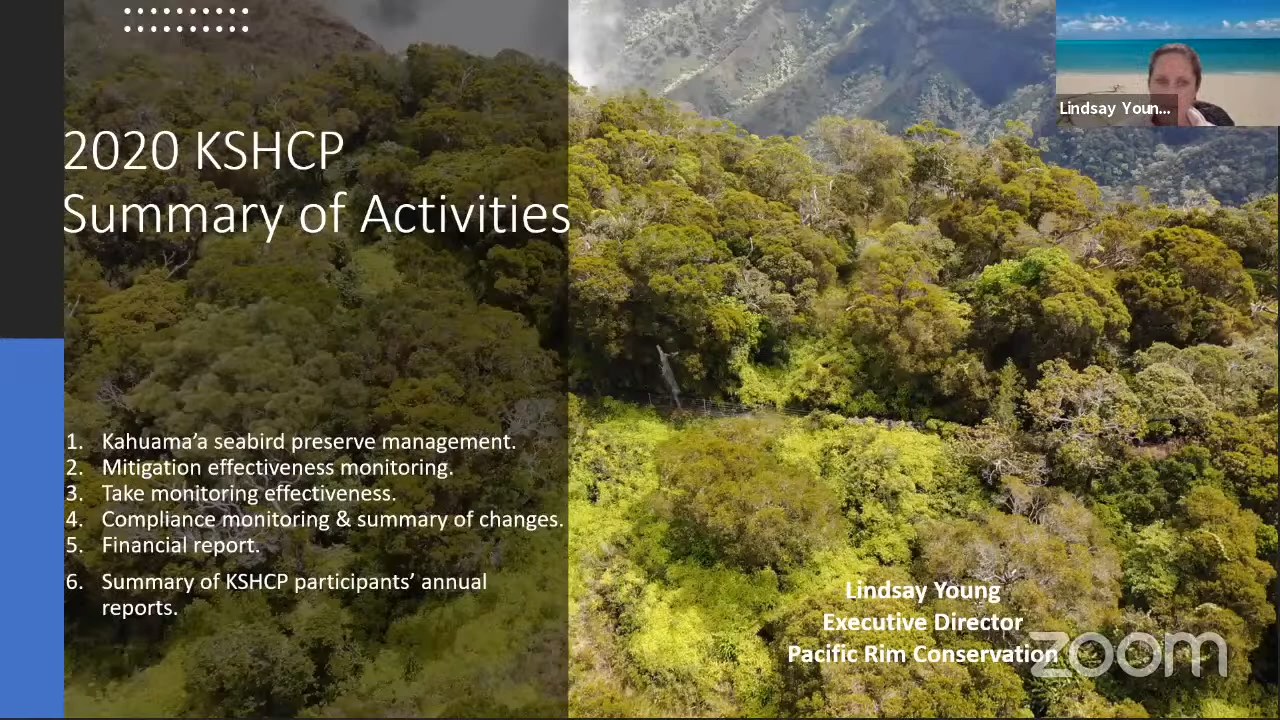 Lindsay Youn...
2020 KSHCP
Summary of Activities
1. Kahuama'a seabird preserve management.
2. Mitigation effectiveness monitoring.
3. Take monitoring effectiveness.
4. Compliance monitoring & summary of changes.
5. Financial report.
6. Summary of KSHCP participants' annual
reports.
Lindsay Young
Executive Director
Pacific Rim Conservation
zoom